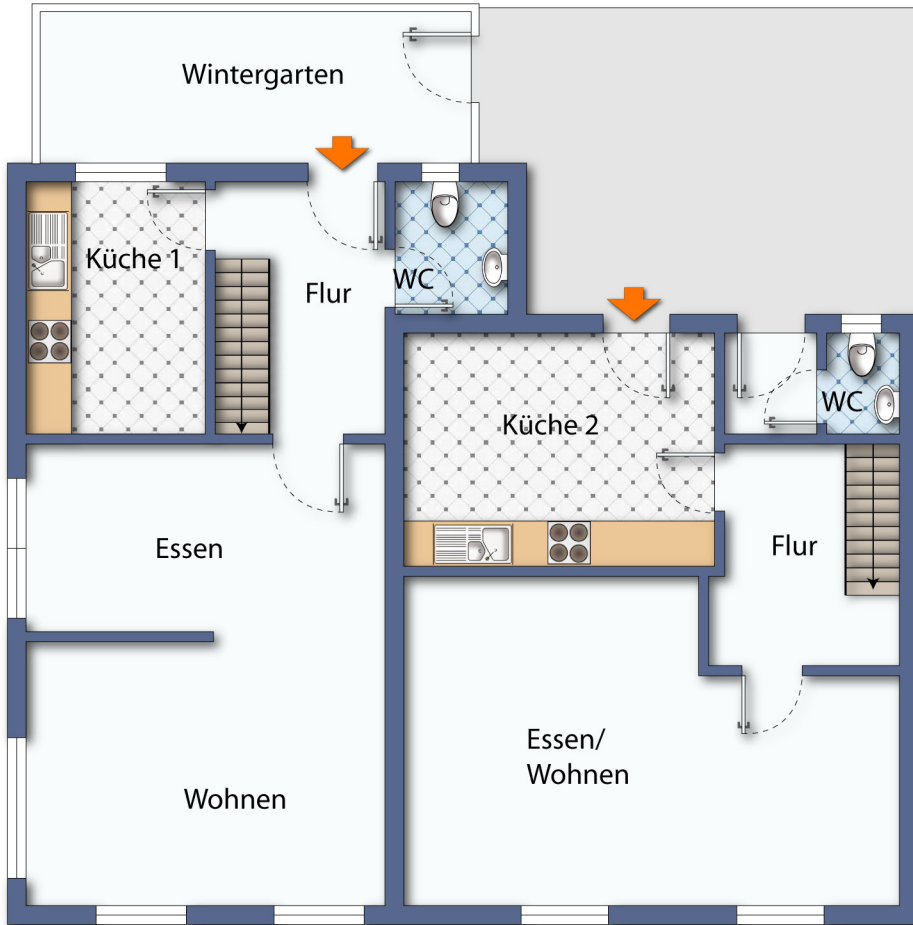 Wintergarten
Küche 1
Flur
WC
Küche 2
WC
Essen
Flur
Essen/
Wohnen
Wohnen